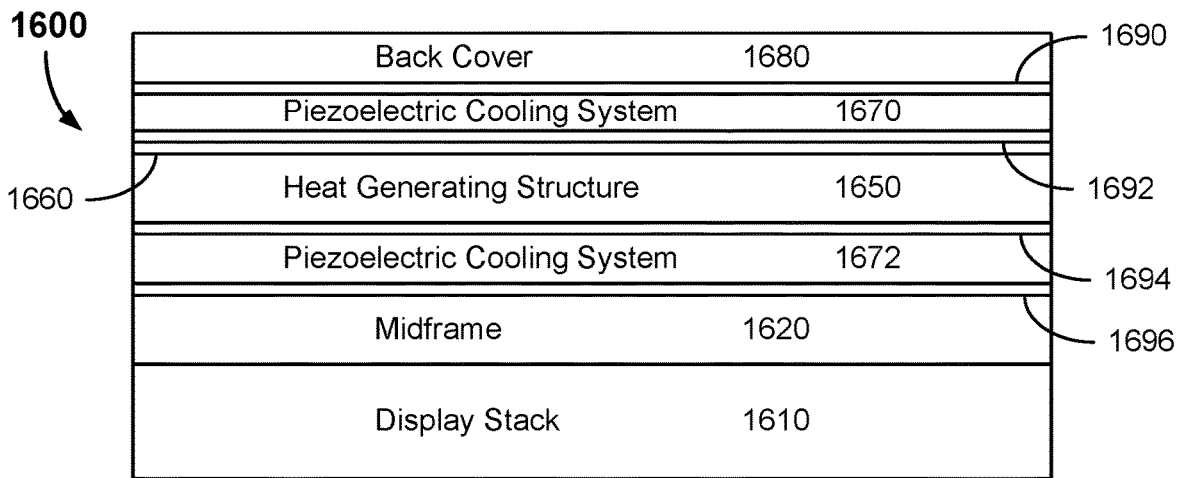 1600
Back Cover 1680
1690
Piezoelectric Cooling System 1670
1660
Heat Generating Structure 1650
1692
Piezoelectric Cooling System 1672
1694
Midframe 1620
1696
Display Stack 1610